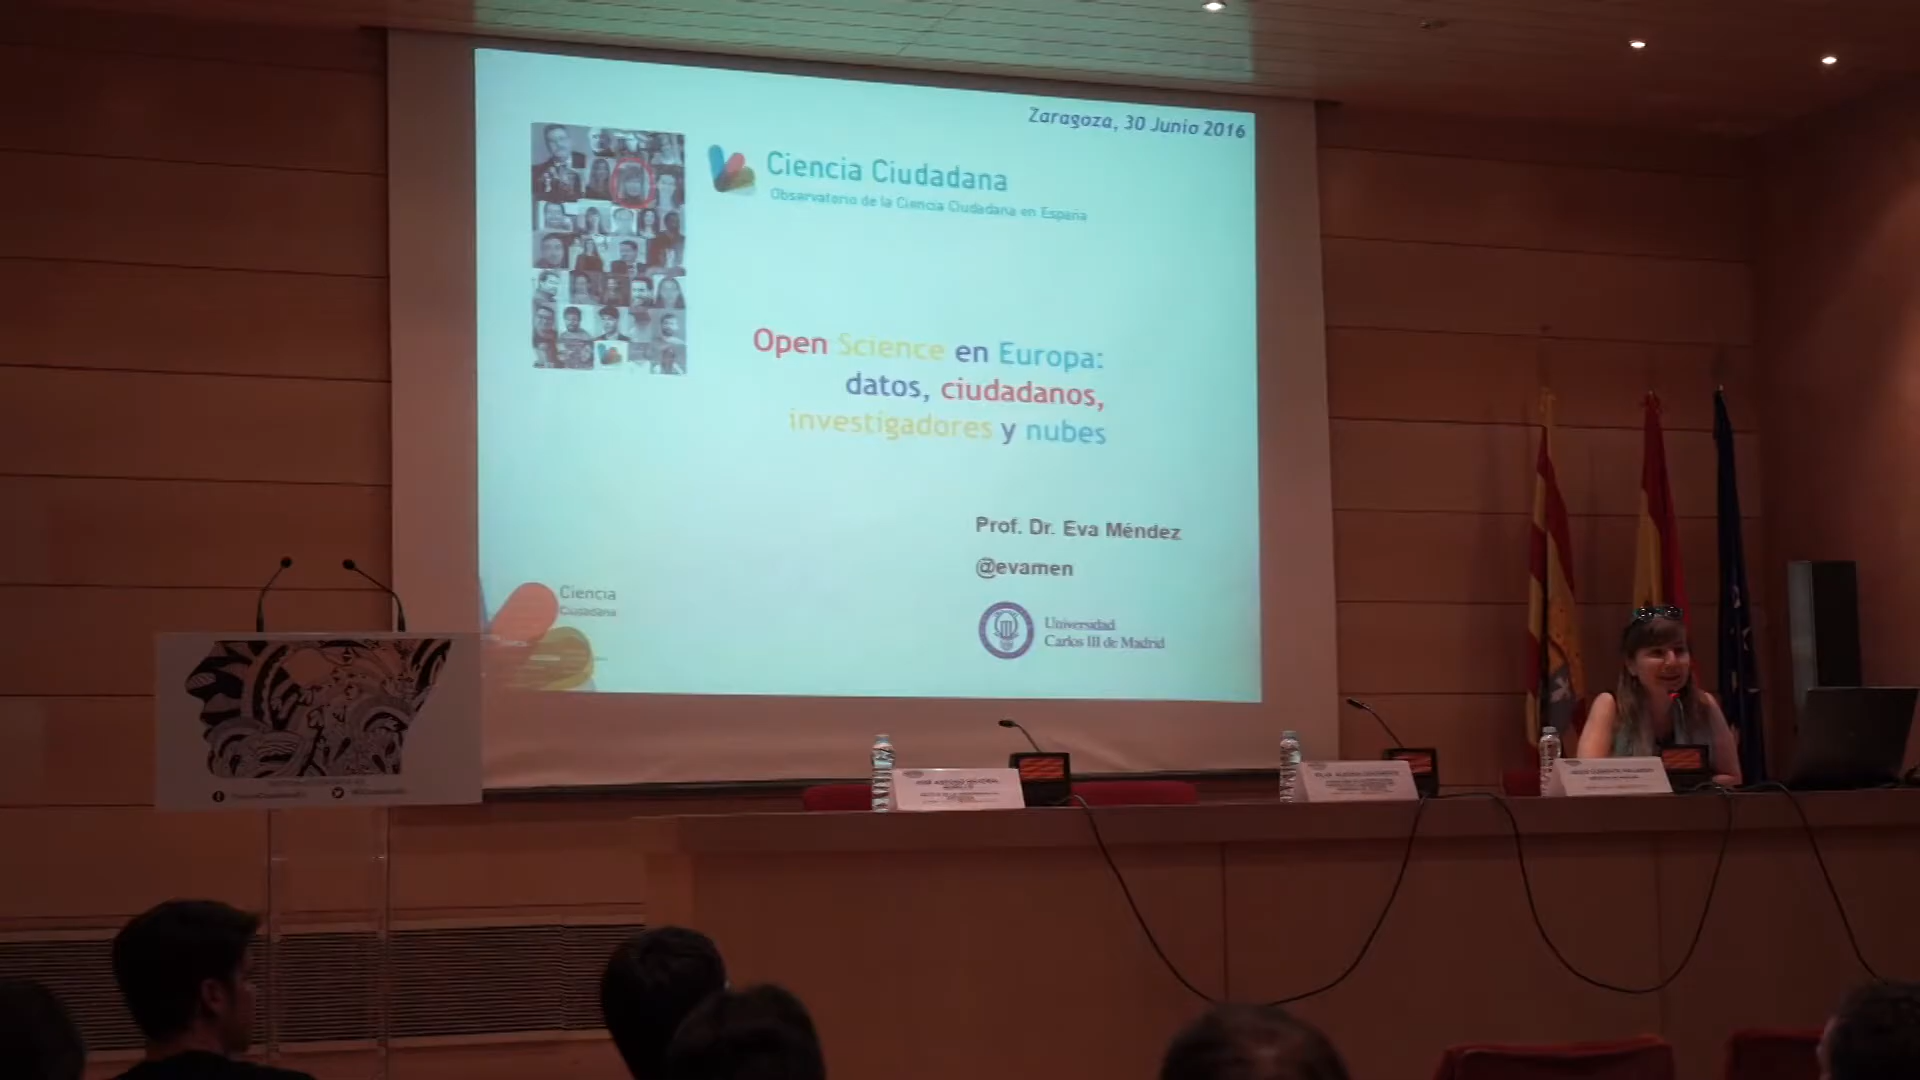 Zaragoza, 30 Junio 2016
Ciencia Ciudadana
Observatorio de la Ciencia Ciudadana en España
Open Science en Europa:
datos, ciudadanos,
investigadores y nubes
Prof. Dr. Eva Méndez
@evamen
Universidad
Carlos III de Madrid
Ciencia
Ciudadana